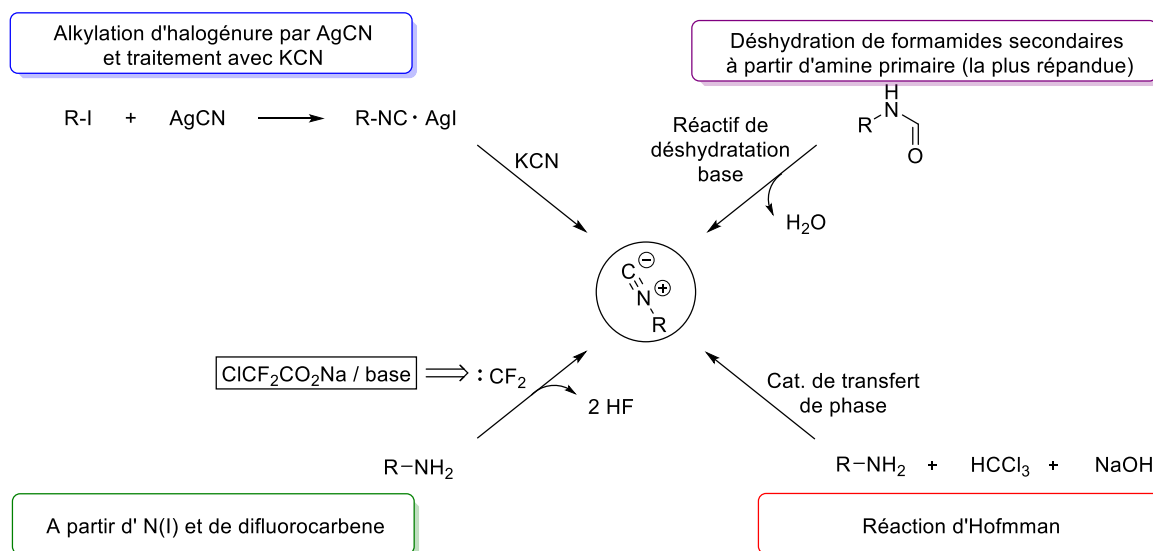 Alkylation d'halogénure par AgCN
et traitement avec KCN
Déshydration de formamides secondaires
à partir d'amine primaire (la plus répandue)
R-I + AgCN R-NC · AgI
KCN
Réactif de
déshydratation
base
H
N
R
O
H₂O
C⊖
N⊕
R
ClCF₂CO₂Na / base
:CF₂
2 HF
R−NH₂
Cat. de transfert
de phase
R−NH₂ + HCCl₃ + NaOH
A partir d' N(I) et de difluorocarbene
Réaction d'Hofmman